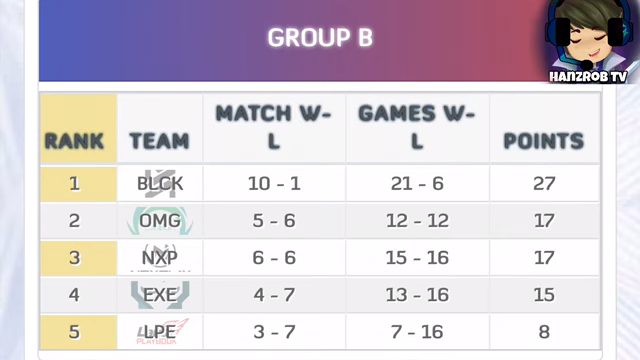 GROUP B
HANZROB TV
RANK TEAM MATCH W-L GAMES W-L POINTS
1 BLCK 10 - 1 21 - 6 27
2 OMG 5 - 6 12 - 12 17
3 NXP 6 - 6 15 - 16 17
4 EXE 4 - 7 13 - 16 15
5 LPE 3 - 7 7 - 16 8
PLAYBOOK